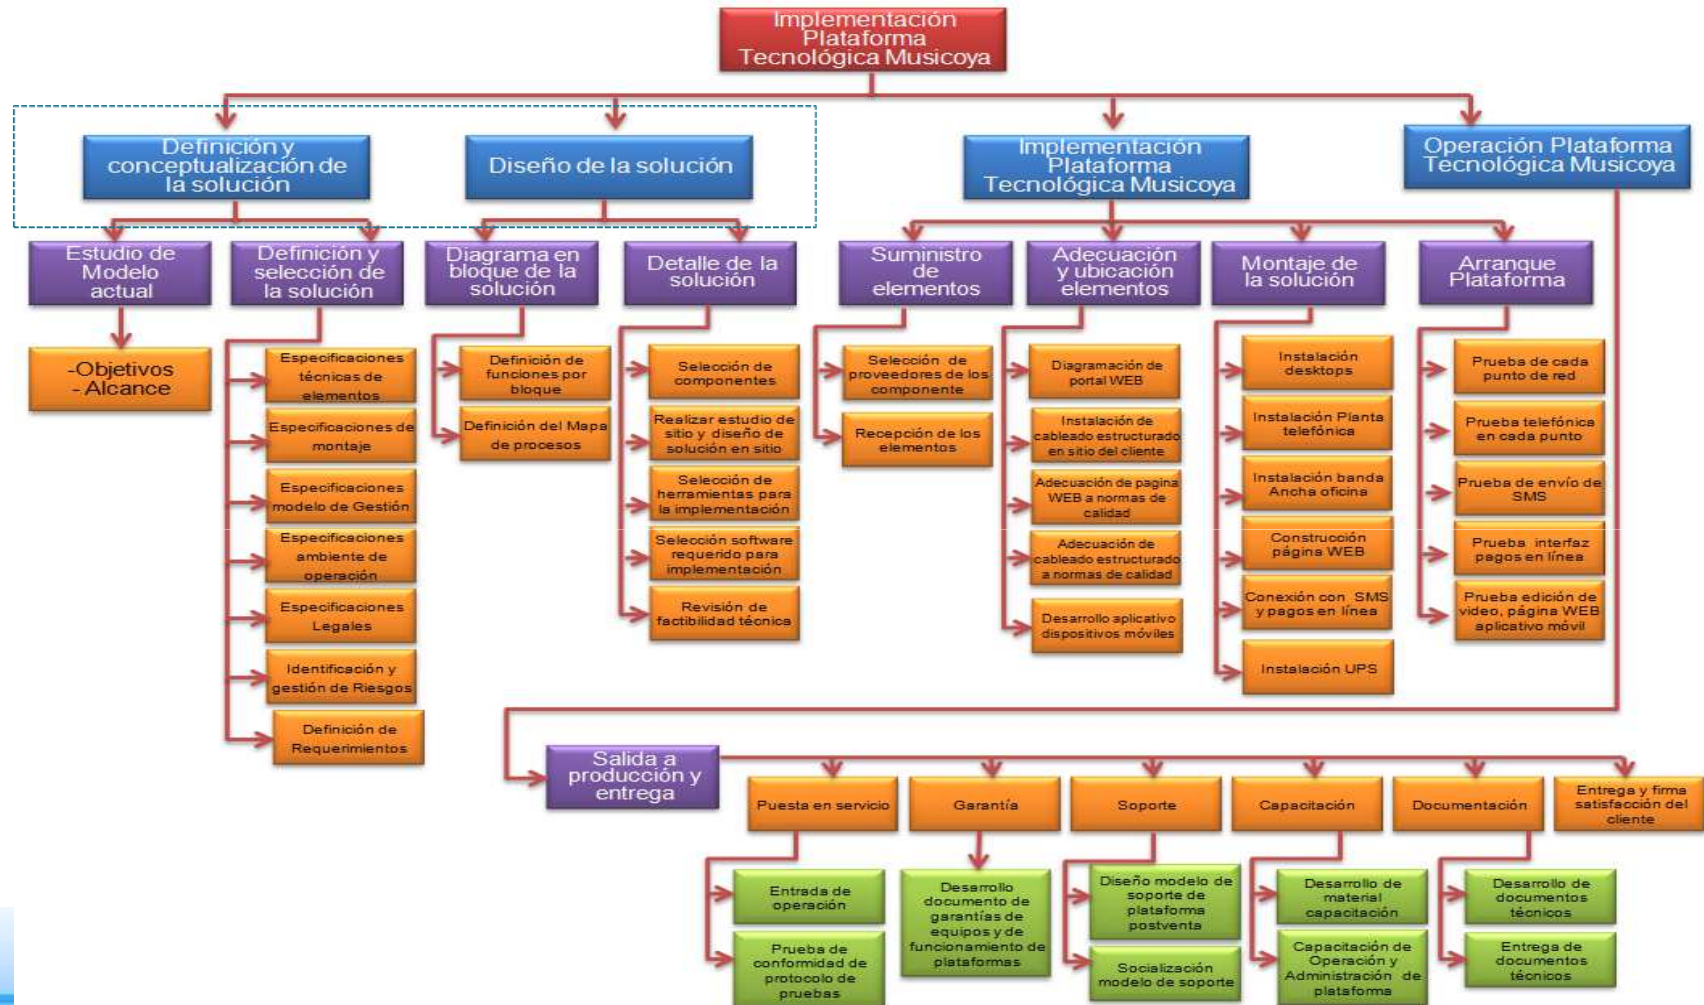 Implementación
Plataforma
Tecnológica Musicoya
Definición y
conceptualización de
la solución
Diseño de la solución
Implementación
Plataforma
Tecnológica Musicoya
Operación Plataforma
Tecnológica Musicoya
Estudio de
Modelo
actual
Definición y
selección de
la solución
Diagrama en
bloque de la
solución
Detalle de la
solución
Suministro
de
elementos
Adecuación
y ubicación
elementos
Montaje de
la solución
Arranque
Plataforma
-Objetivos
- Alcance
Especificaciones
técnicas de
elementos
Especificaciones de
montaje
Especificaciones
modelo de Gestión
Especificaciones
ambiente de
operación
Especificaciones
Legales
Identificación y
gestión de Riesgos
Definición de
Requerimientos
Definición de
funciones por
bloque
Definición del Mapa
de procesos
Selección de
componentes
Realizar estudio de
sitio y diseño de
solución en sitio
Selección de
herramientas para
la implementación
Selección software
requerido para
implementación
Revisión de
factibilidad técnica
Selección de
proveedores de los
componente
Recepción de los
elementos
Diagramación de
portal WEB
Instalación de
cableado estructurado
en sitio del cliente
Adecuación de pagina
WEB a normas de
calidad
Adecuación de
cableado estructurado
a normas de calidad
Desarrollo aplicativo
dispositivos móviles
Instalación
desktops
Instalación Planta
telefónica
Instalación banda
Ancha oficina
Construcción
página WEB
Conexión con SMS
y pagos en línea
Instalación UPS
Prueba de cada
punto de red
Prueba telefónica
en cada punto
Prueba de envío de
SMS
Prueba interfaz
pagos en línea
Prueba edición de
video, página WEB
aplicativo móvil
Salida a
producción y
entrega
Puesta en servicio
Garantía
Soporte
Capacitación
Documentación
Entrega y firma
satisfacción del
cliente
Entrada de
operación
Prueba de
conformidad de
protocolo de
pruebas
Desarrollo
documento de
garantías de
equipos y de
funcionamiento de
plataformas
Diseño modelo de
soporte de
plataforma
postventa
Socialización
modelo de soporte
Desarrollo de
material
capacitación
Capacitación de
Operación y
Administración de
plataforma
Desarrollo de
documentos
técnicos
Entrega de
documentos
técnicos